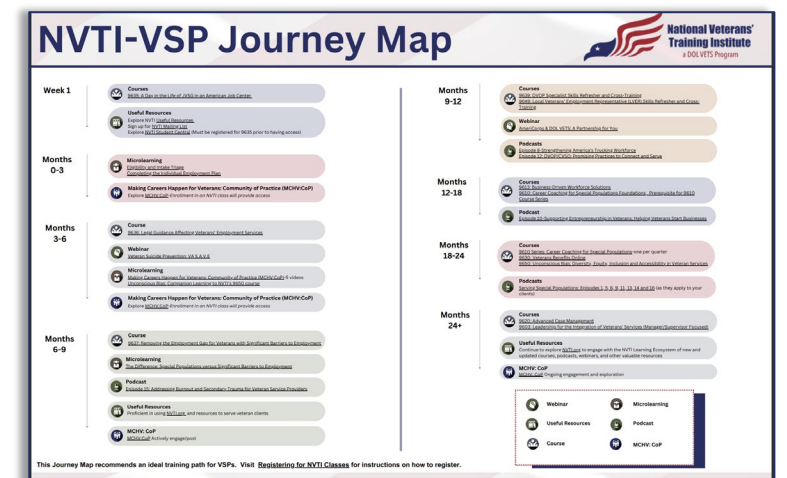 NVTI-VSP Journey Map
National Veterans'
Training Institute
a DOL VETS Program
Week 1
Courses
9635: A Day in the Life of JVSG in an American Job Center
Useful Resources
Explore NVTI Useful Resources
Sign up for NVTI Mailing List
Explore NVTI Student Central (Must be registered for 9635 prior to having access)
Months
0-3
Microlearning
Eligibility and Intake Triage
Completing the Individual Employment Plan
Making Careers Happen for Veterans: Community of Practice (MCHV:CoP)
Explore MCHV:CoP Enrollment in an NVTI class will provide access
Months
3-6
Course
9636: Legal Guidance Affecting Veterans' Employment Services
Webinar
Veteran Suicide Prevention: VA S.A.V.E
Microlearning
Making Careers Happen for Veterans: Community of Practice (MCHV:CoP)-5 videos
Unconscious Bias: Companion Learning to NVTI's 9650 course
Making Careers Happen for Veterans: Community of Practice (MCHV:CoP)
Explore MCHV:CoP Enrollment in an NVTI class will provide access
Months
6-9
Course
9637: Removing the Employment Gap for Veterans with Significant Barriers to Employment
Microlearning
The Difference: Special Populations versus Significant Barriers to Employment
Podcast
Episode 15: Addressing Burnout and Secondary Trauma for Veteran Service Providers
Useful Resources
Proficient in using NVTI.org and resources to serve veteran clients.
MCHV: CoP
MCHV:CoP Actively engage/post
Months
9-12
Courses
9639: DVOP Specialist Skills Refresher and Cross-Training
9640: Local Veterans' Employment Representative (LVER) Skills Refresher and Cross-
Training
Webinar
AmeriCorps & DOL VETS: A Partnership for You
Podcasts
Episode 8-Strengthening America's Trucking Workforce
Episode 12: DVOP/CVSO: Promising Practices to Connect and Serve
Months
12-18
Courses
9613: Business-Driven Workforce Solutions
9610: Career Coaching for Special Populations Foundations, Prerequisite for 9610
Course Series
Podcast
Episode 10-Supporting Entrepreneurship in Veterans: Helping Veterans Start Businesses
Months
18-24
Courses
9610 Series: Career Coaching for Special Populations-one per quarter
9630: Veterans Benefits Online
9650: Unconscious Bias: Diversity, Equity, Inclusion and Accessibility in Veteran Services
Podcasts
Serving Special Populations: Episodes 1, 5, 6, 9, 11, 13, 14 and 16 (as they apply to your
clients)
Months
24+
Courses
9620: Advanced Case Management
9603: Leadership for the Integration of Veterans' Services (Manager/Supervisor Focused)
Useful Resources
Continue to explore NVTI.org to engage with the NVTI Learning Ecosystem of new and
updated courses, podcasts, webinars, and other valuable resources
MCHV: CoP
MCHV: CoP Ongoing engagement and exploration
Webinar
Microlearning
Useful Resources
Podcast
Course
MCHV: CoP
This Journey Map recommends an ideal training path for VSPs. Visit Registering for NVTI Classes for instructions on how to register.